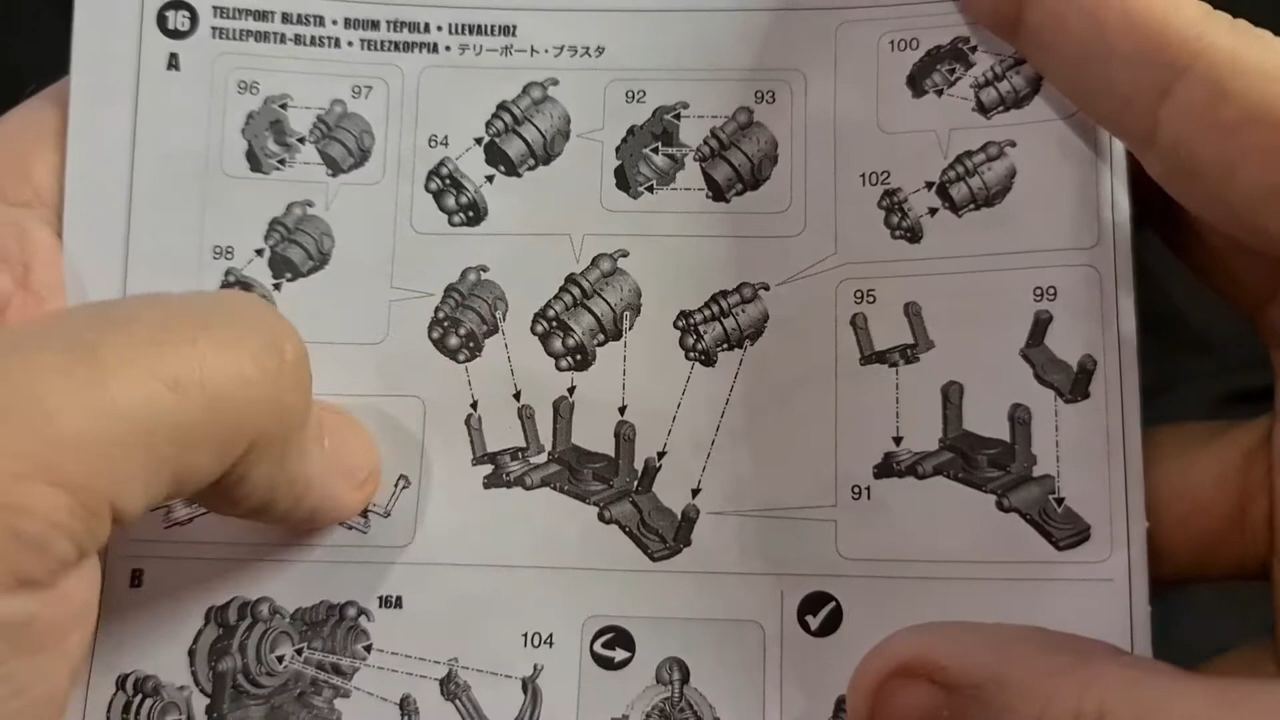 16 TELLYPORT BLASTA • BOUM TÉPULA • LLEVALEJOZ
TELLEPORTA-BLASTA • TELEZKOPPIA • テリーポート・ブラスタ
A
96
97
64
92
93
100
98
102
95
99
91
B
16A
104